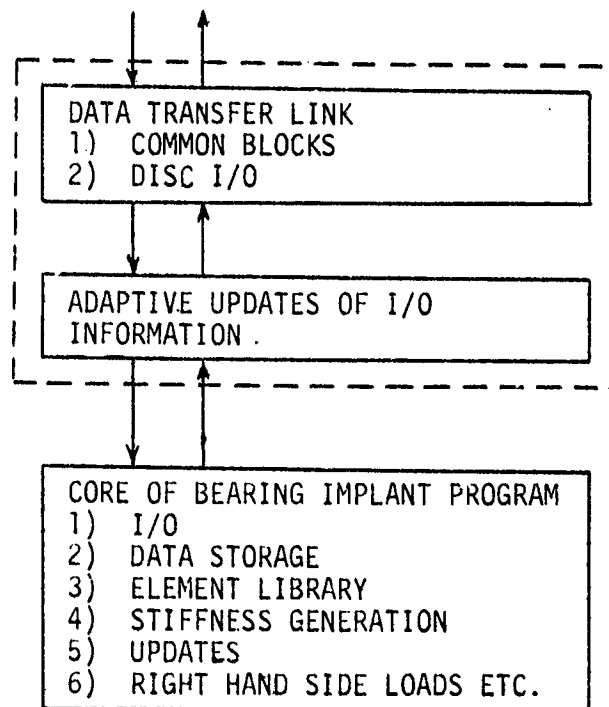 DATA TRANSFER LINK
1) COMMON BLOCKS
2) DISC I/O
ADAPTIVE UPDATES OF I/O
INFORMATION.
CORE OF BEARING IMPLANT PROGRAM
1) I/O
2) DATA STORAGE
3) ELEMENT LIBRARY
4) STIFFNESS GENERATION
5) UPDATES
6) RIGHT HAND SIDE LOADS ETC.